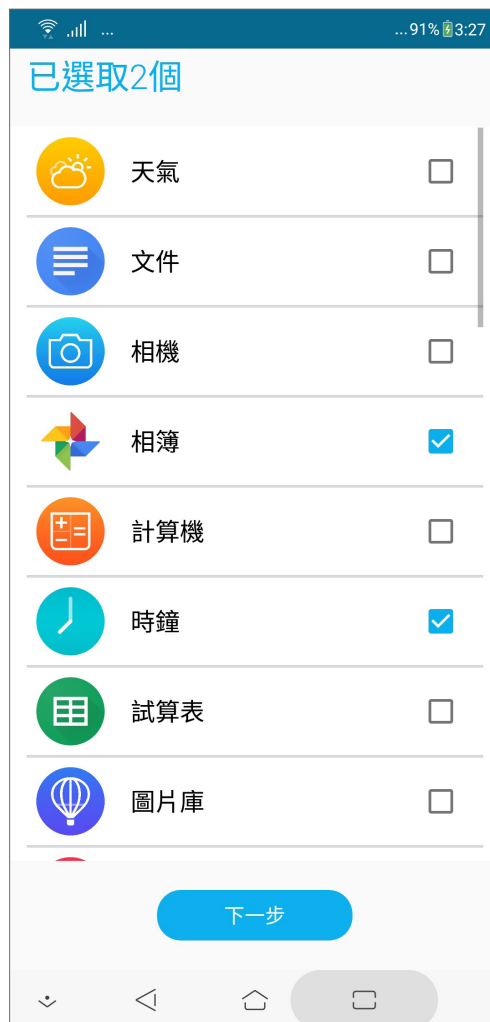 ... ...91% 3:27
已選取2個
天氣
文件
相機
相簿
計算機
時鐘
試算表
圖片庫
下一步